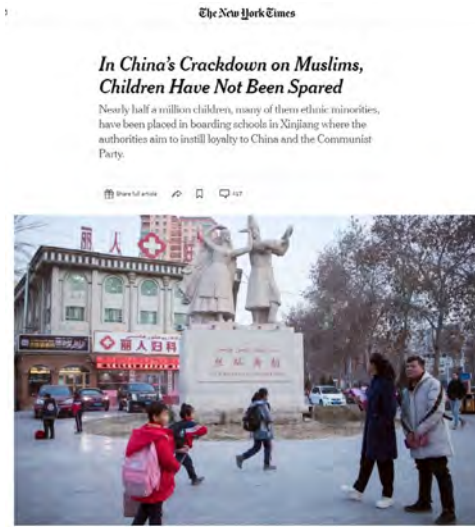 The New York Times
In China's Crackdown on Muslims,
Children Have Not Been Spared
Nearly half a million children, many of them ethnic minorities,
have been placed in boarding schools in Xinjiang where the
authorities aim to instill loyalty to China and the Communist
Party.
Share full article
丽人
丽人妇科